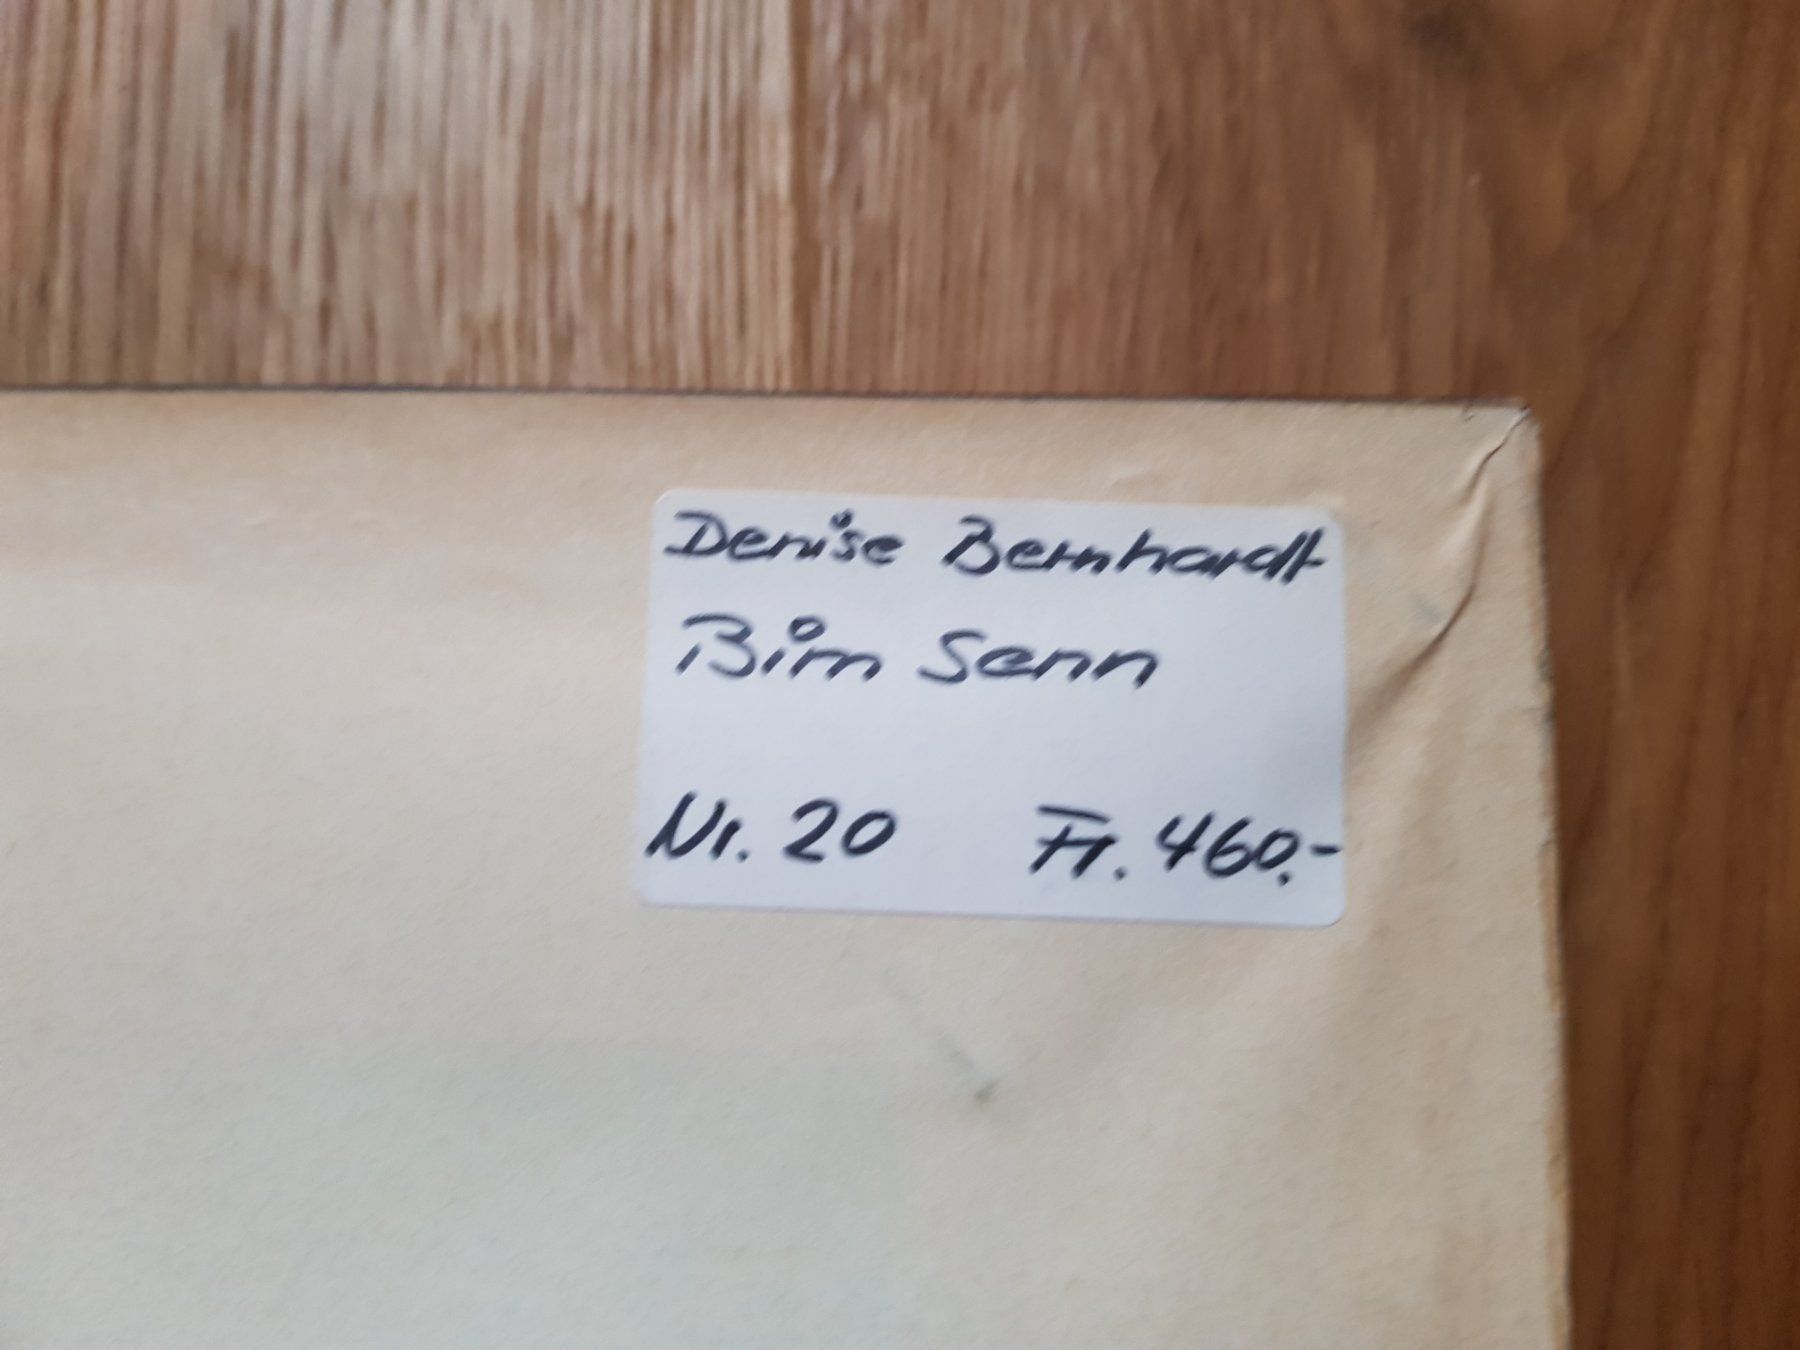 Denise Bernhardt
Bim Senn
Nr. 20 Fr. 460.-